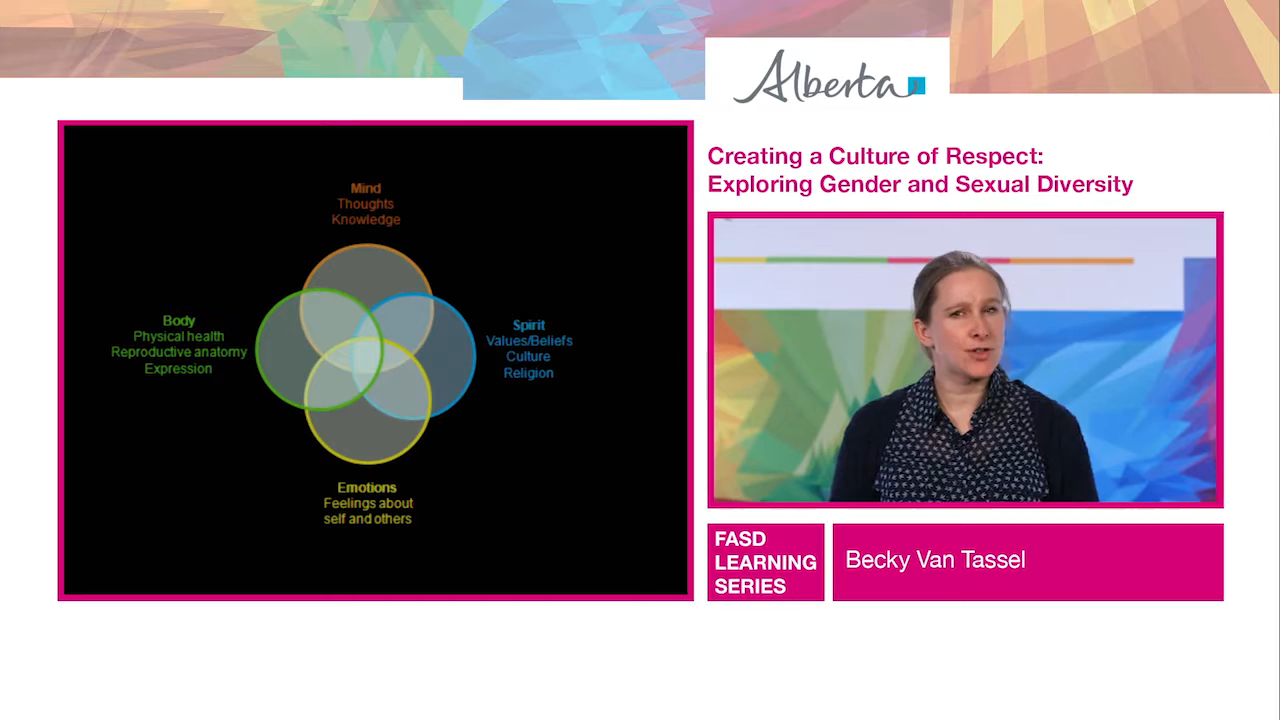 Alberta
Creating a Culture of Respect:
Exploring Gender and Sexual Diversity
Mind
Thoughts
Knowledge
Body
Physical health
Reproductive anatomy
Expression
Spirit
Values/Beliefs
Culture
Religion
Emotions
Feelings about
self and others
FASD
LEARNING
SERIES
Becky Van Tassel